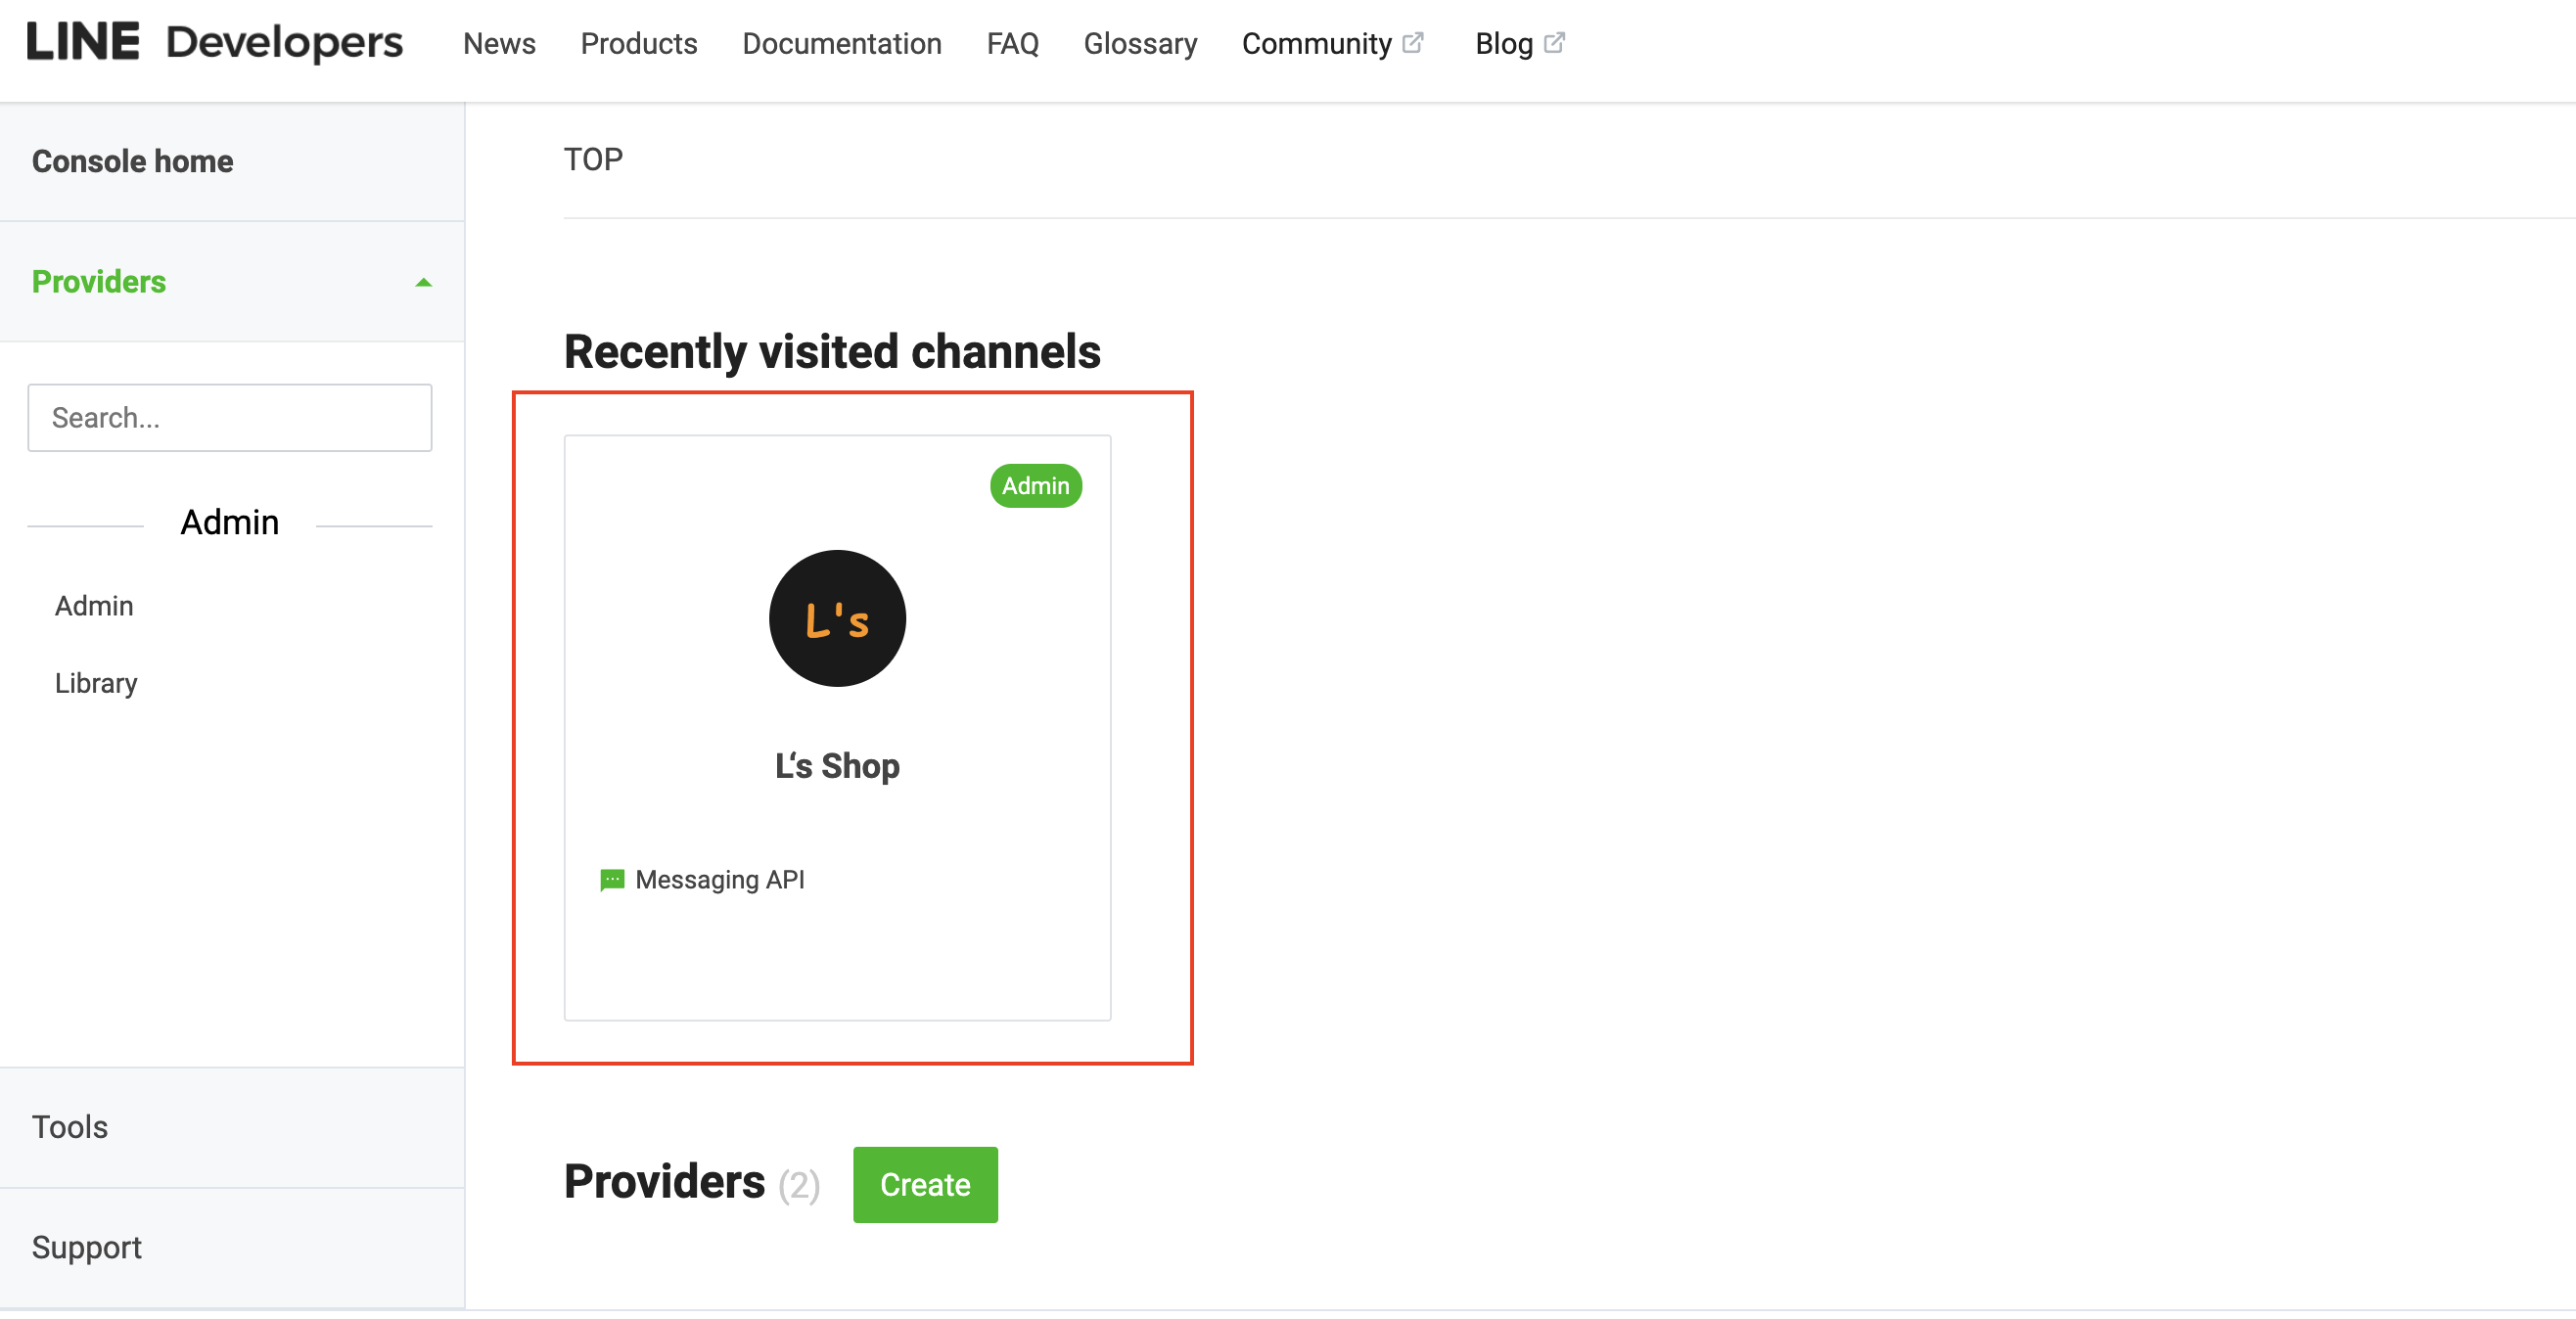 LINE Developers News Products Documentation FAQ Glossary Community Blog
Console home
Providers
Search...
Admin
Admin
Library
Tools
Support
TOP
Recently visited channels
Admin
L's
L‘s Shop
Messaging API
Providers (2) Create